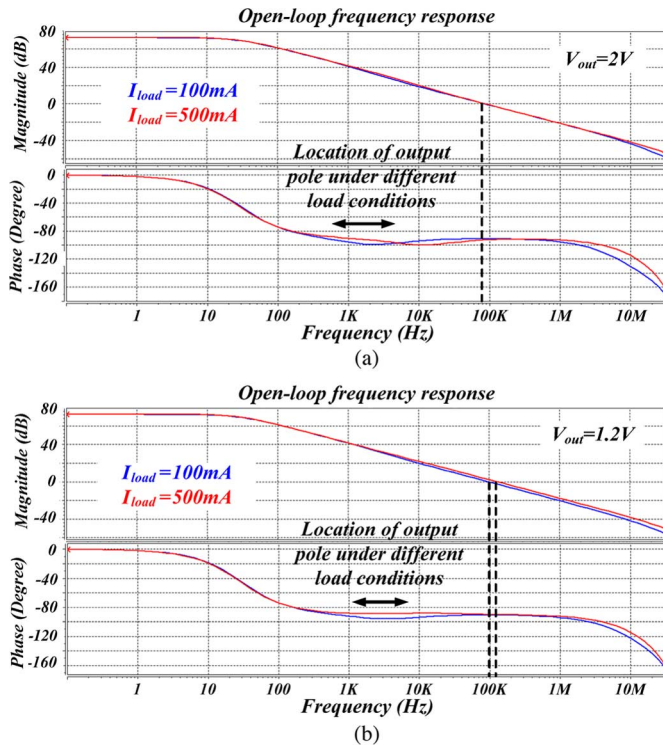 Open-loop frequency response
Magnitude (dB)
80
40
0
-40
Vout=2V
Iload=100mA
Iload=500mA
Location of output
pole under different
load conditions
Phase (Degree)
0
-40
-80
-120
-160
1 10 100 1K 10K 100K 1M 10M
Frequency (Hz)
(a)
Open-loop frequency response
Magnitude (dB)
80
40
0
-40
Vout=1.2V
Iload=100mA
Iload=500mA
Location of output
pole under different
load conditions
Phase (Degree)
0
-40
-80
-120
-160
1 10 100 1K 10K 100K 1M 10M
Frequency (Hz)
(b)